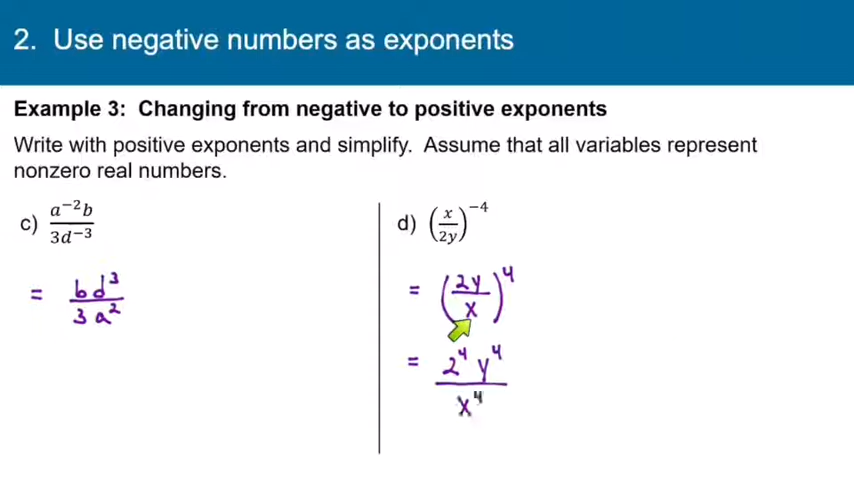 2. Use negative numbers as exponents
Example 3: Changing from negative to positive exponents
Write with positive exponents and simplify. Assume that all variables represent
nonzero real numbers.
c) a⁻²b / 3d⁻³
= bd³ / 3a²
d) (x / 2y)⁻⁴
= (2y / x)⁴
= 2⁴y⁴ / x⁴